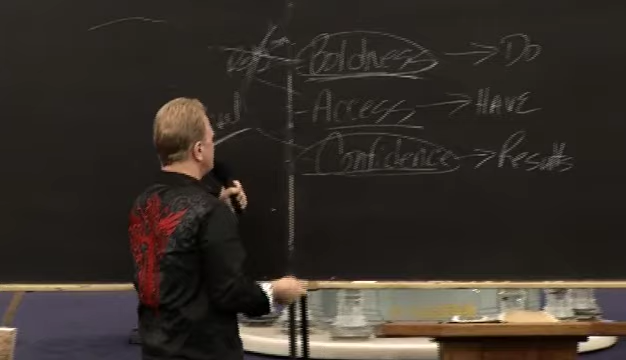 Boldness → Do
Access → HAVE
Confidence → Results